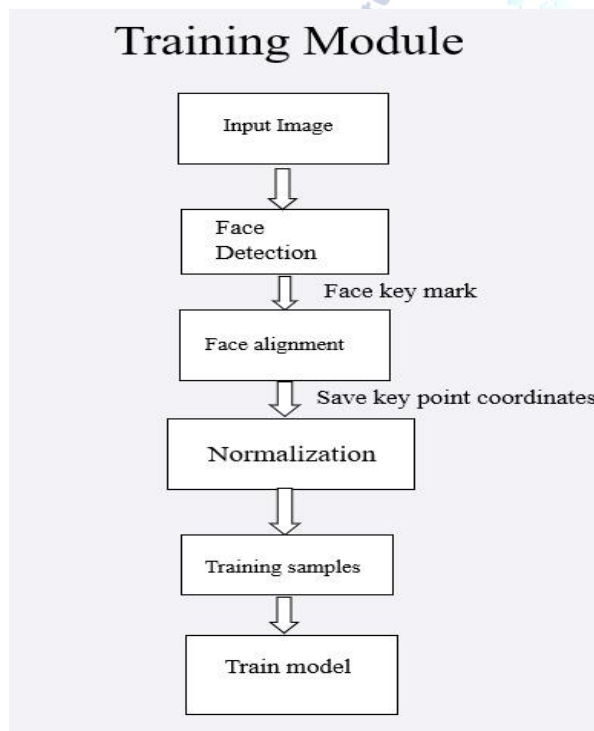 Training Module
Input Image
Face
Detection
Face key mark
Face alignment
Save key point coordinates
Normalization
Training samples
Train model